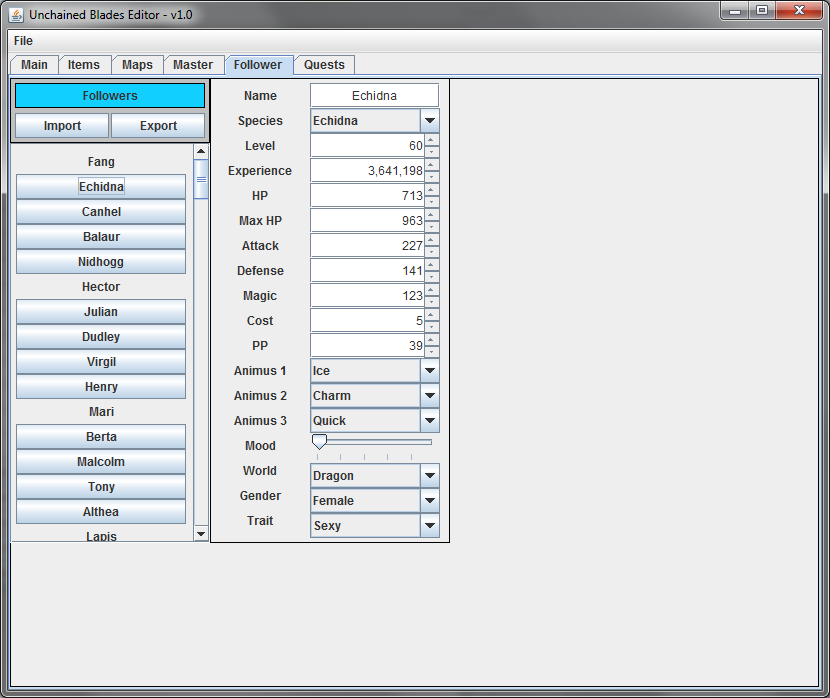 Unchained Blades Editor - v1.0
File
Main Items Maps Master Follower Quests
Followers
Import Export
Fang
Echidna
Canhel
Balaur
Nidhogg
Hector
Julian
Dudley
Virgil
Henry
Mari
Berta
Malcolm
Tony
Althea
Lapis
Name Echidna
Species Echidna
Level 60
Experience 3,641,198
HP 713
Max HP 963
Attack 227
Defense 141
Magic 123
Cost 5
PP 39
Animus 1 Ice
Animus 2 Charm
Animus 3 Quick
Mood
World Dragon
Gender Female
Trait Sexy